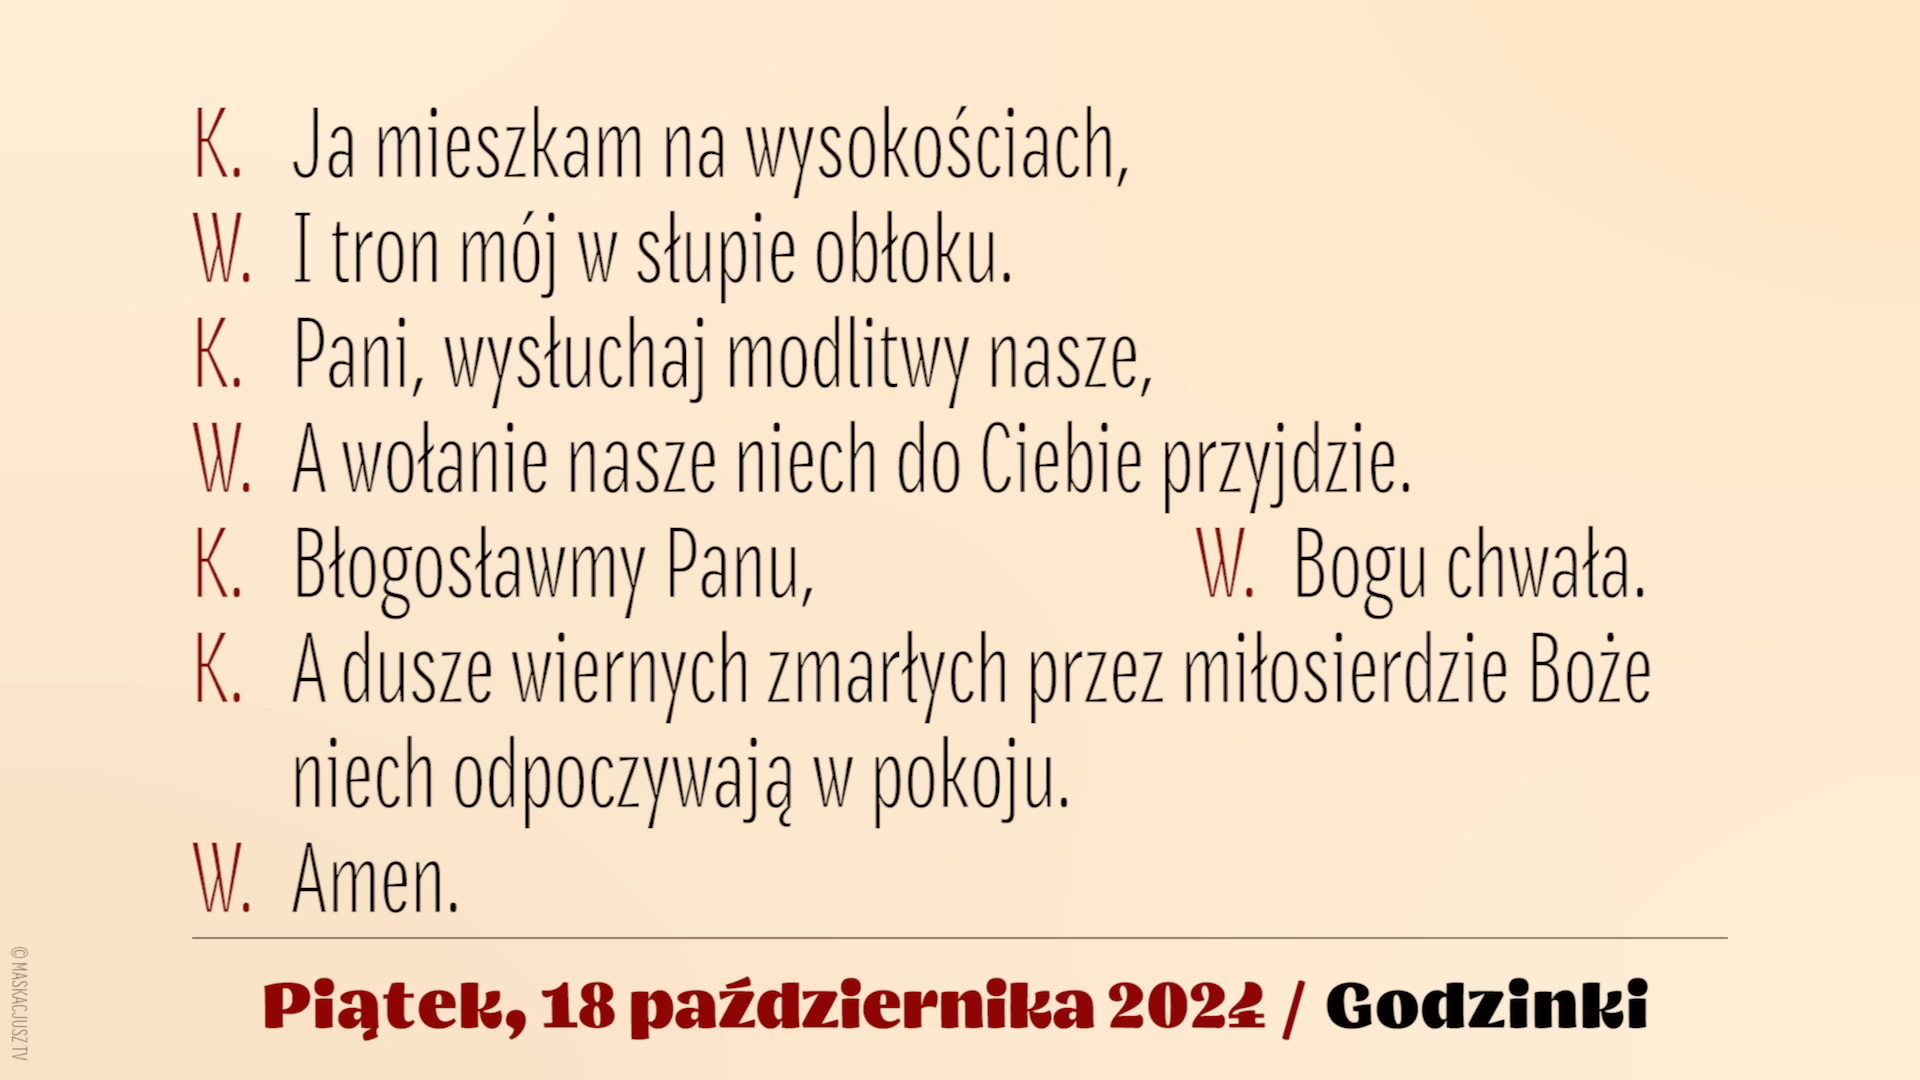 K. Ja mieszkam na wysokościach,
W. I tron mój w słupie obłoku.
K. Pani, wysłuchaj modlitwy nasze,
W. A wołanie nasze niech do Ciebie przyjdzie.
K. Błogosławmy Panu, W. Bogu chwała.
K. A dusze wiernych zmarłych przez miłosierdzie Boże
niech odpoczywają w pokoju.
W. Amen.
Piątek, 18 października 2024 / Godzinki
© MASKACJUSZ TV